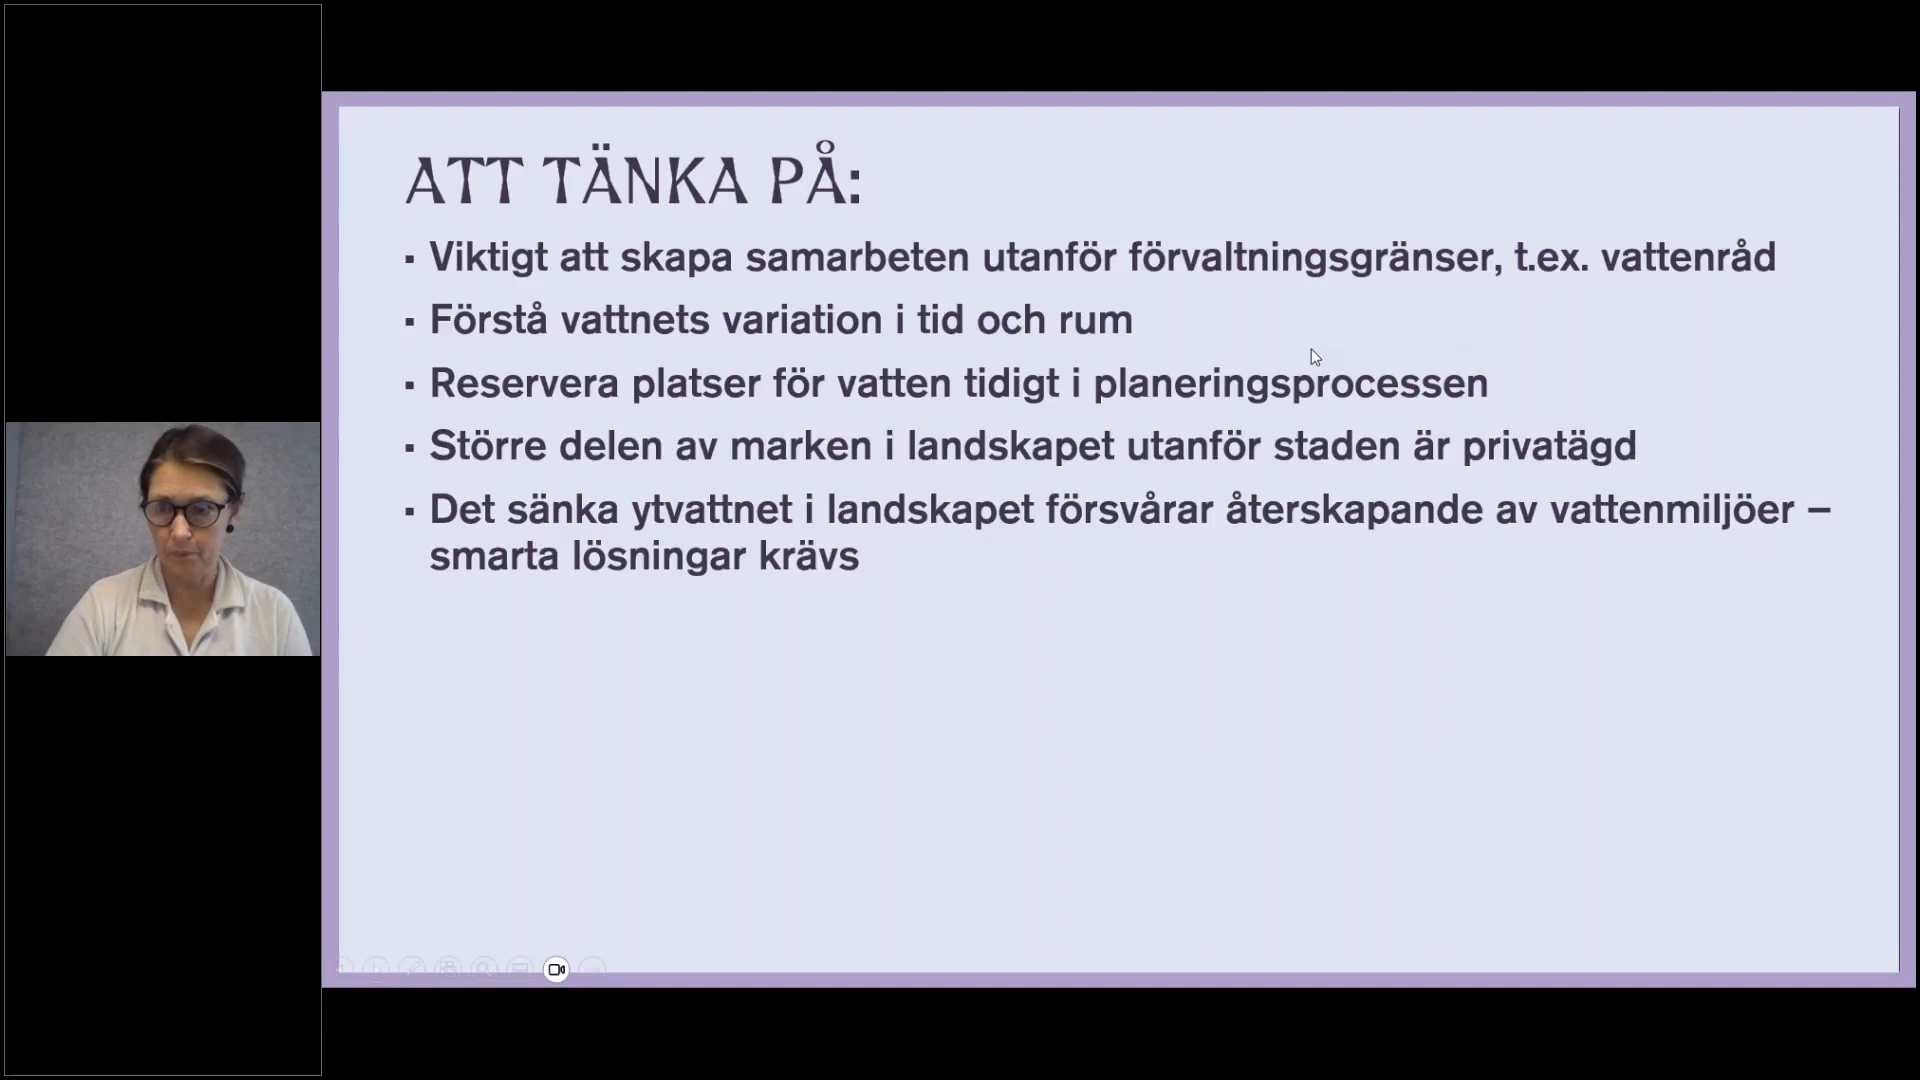 ATT TÄNKA PÅ:
▪ Viktigt att skapa samarbeten utanför förvaltningsgränser, t.ex. vattenråd
▪ Förstå vattnets variation i tid och rum
▪ Reservera platser för vatten tidigt i planeringsprocessen
▪ Större delen av marken i landskapet utanför staden är privatägd
▪ Det sänka ytvattnet i landskapet försvårar återskapande av vattenmiljöer –
smarta lösningar krävs